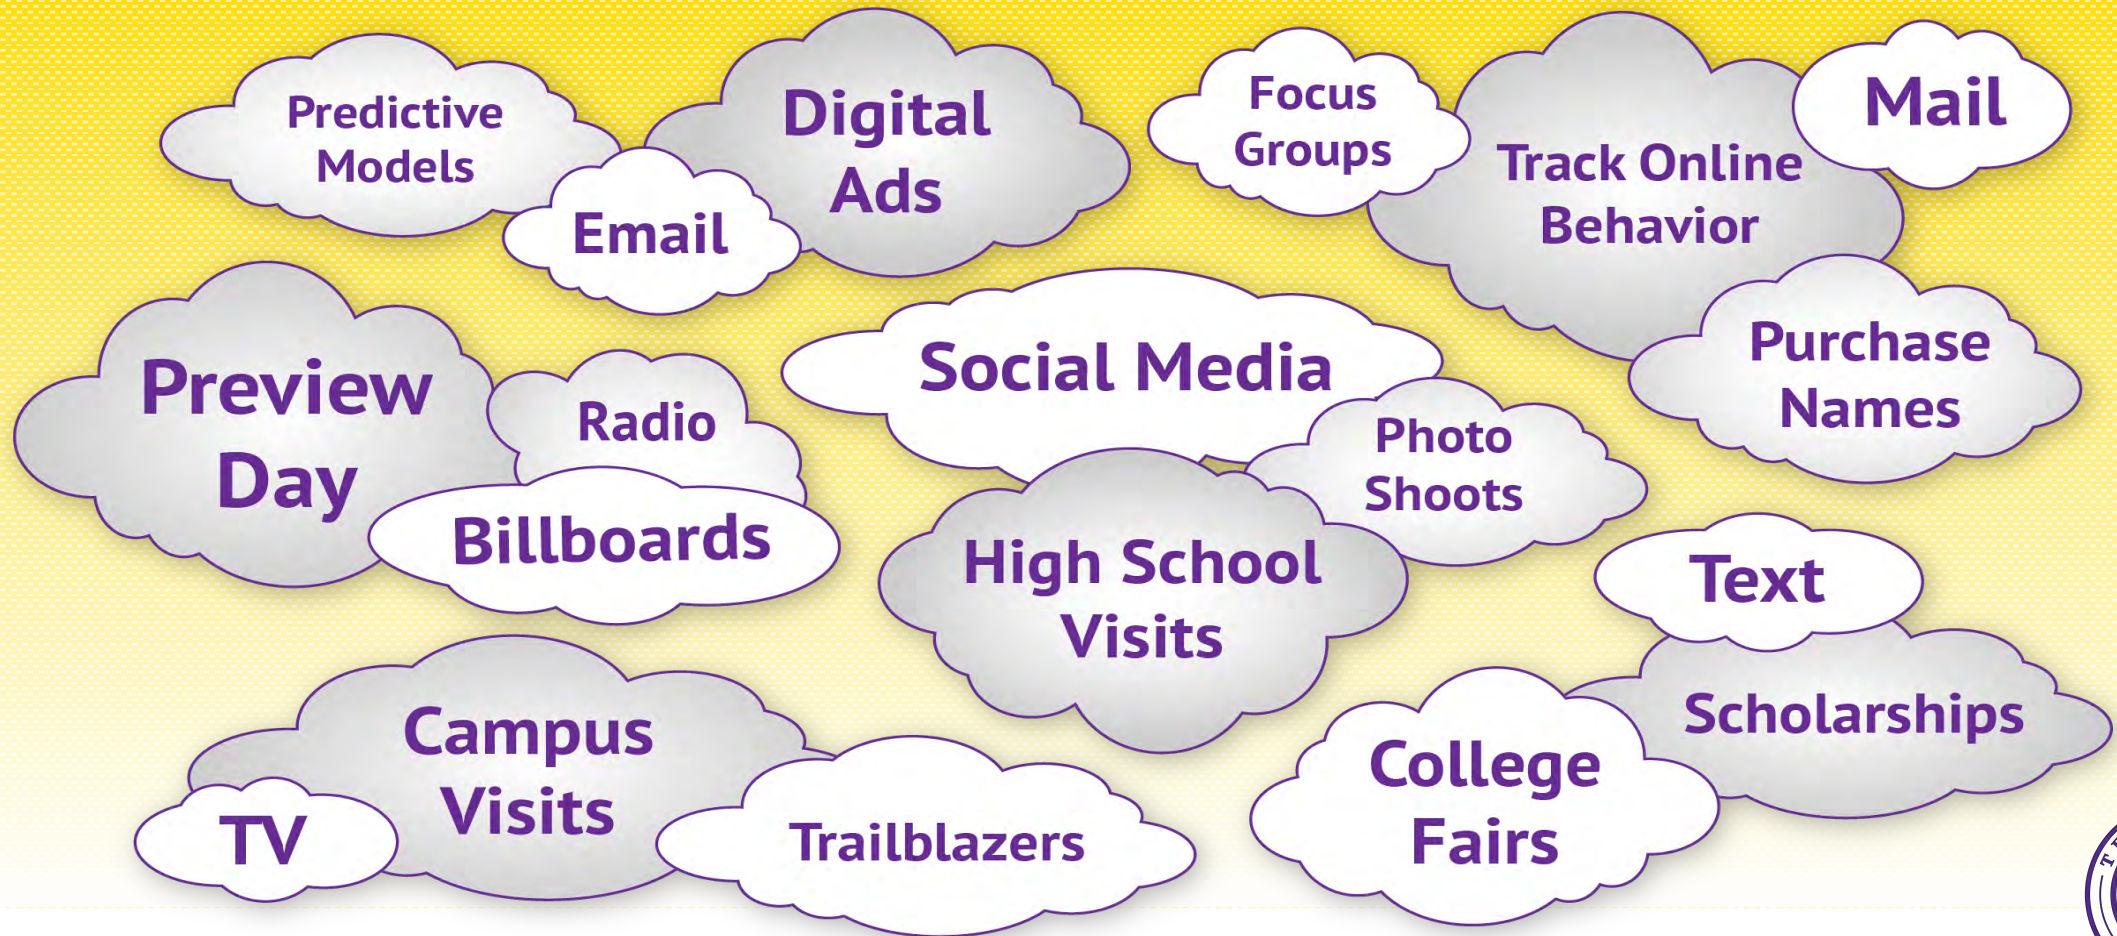 Predictive
Models
Email
Digital
Ads
Focus
Groups
Track Online
Behavior
Mail
Purchase
Names
Preview
Day
Radio
Billboards
Social Media
Photo
Shoots
High School
Visits
Text
Scholarships
College
Fairs
Campus
Visits
TV
Trailblazers